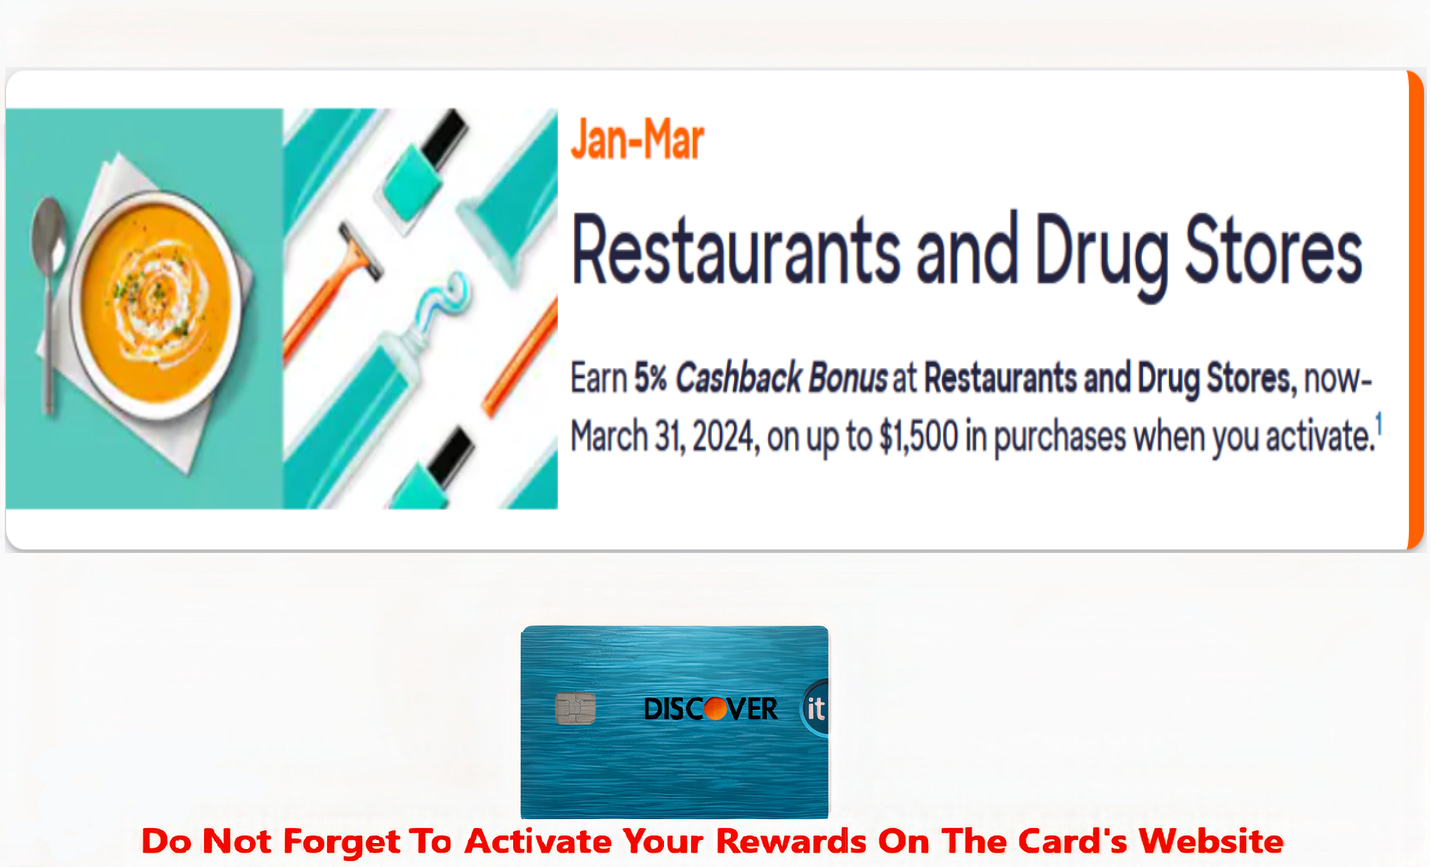 Jan-Mar
Restaurants and Drug Stores
Earn 5% Cashback Bonus at Restaurants and Drug Stores, now-
March 31, 2024, on up to $1,500 in purchases when you activate.1
DISCOVER it
Do Not Forget To Activate Your Rewards On The Card's Website